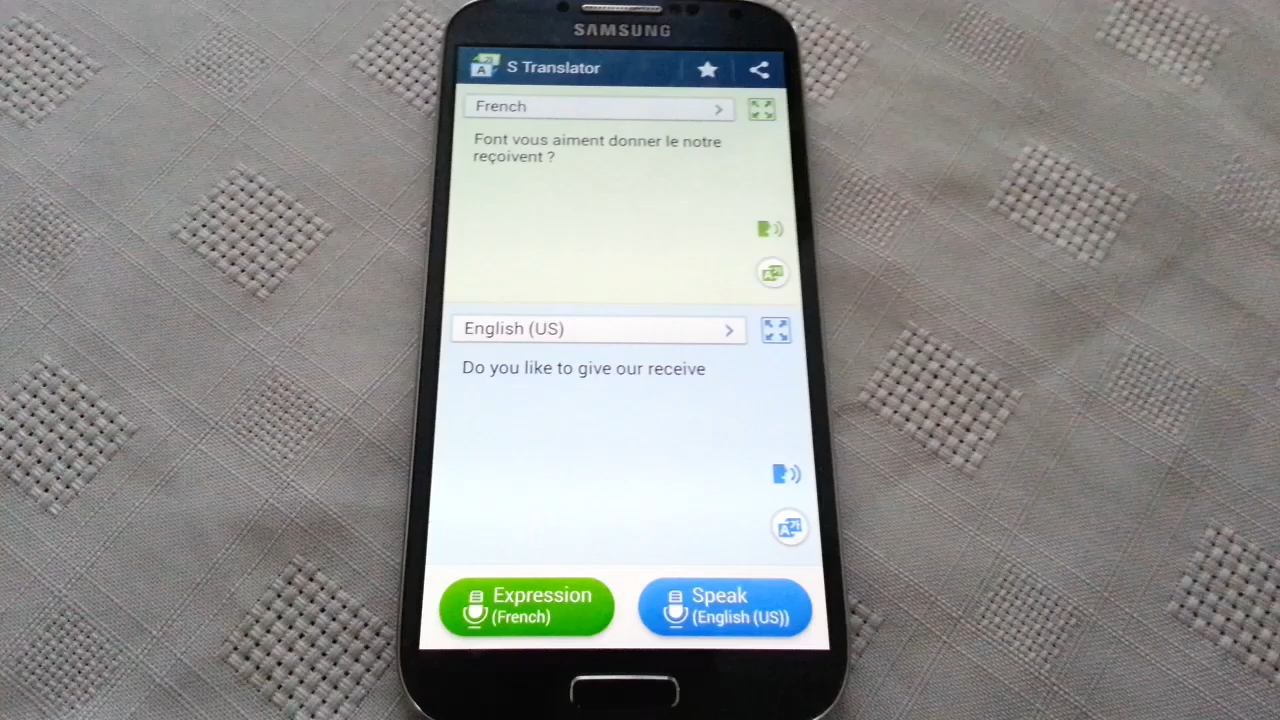 SAMSUNG
S Translator
French
Font vous aiment donner le notre
reçoivent ?
English (US)
Do you like to give our receive
Expression
(French)
Speak
(English (US))